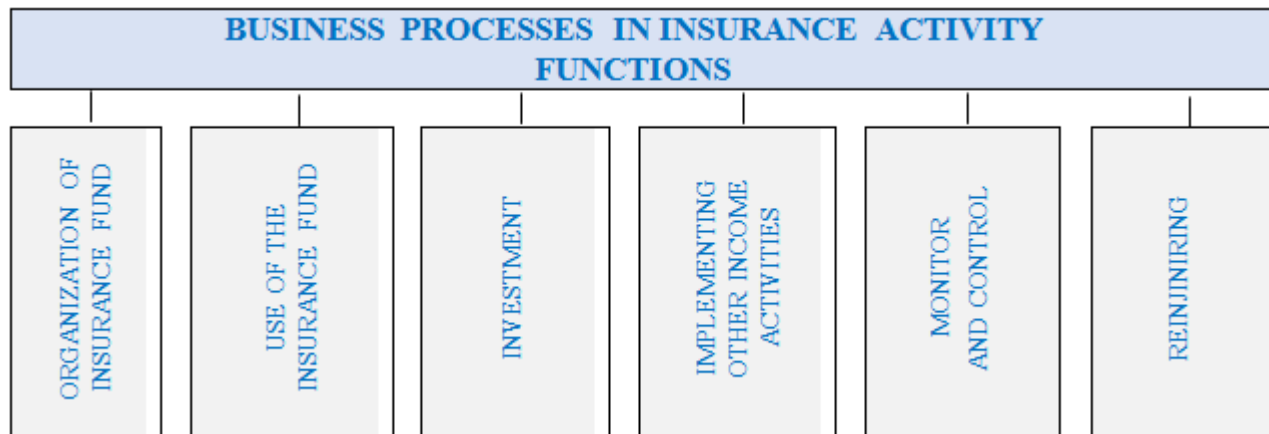 BUSINESS PROCESSES IN INSURANCE ACTIVITY
FUNCTIONS
ORGANIZATION OF
INSURANCE FUND
USE OF THE
INSURANCE FUND
INVESTMENT
IMPLEMENTING
OTHER INCOME
ACTIVITIES
MONITOR
AND CONTROL
REINJINIRING